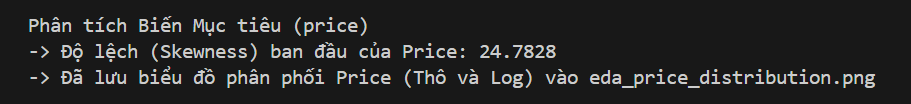 Phân tích Biến Mục tiêu (price)
-> Độ lệch (Skewness) ban đầu của Price: 24.7828
-> Đã lưu biểu đồ phân phối Price (Thô và Log) vào eda_price_distribution.png